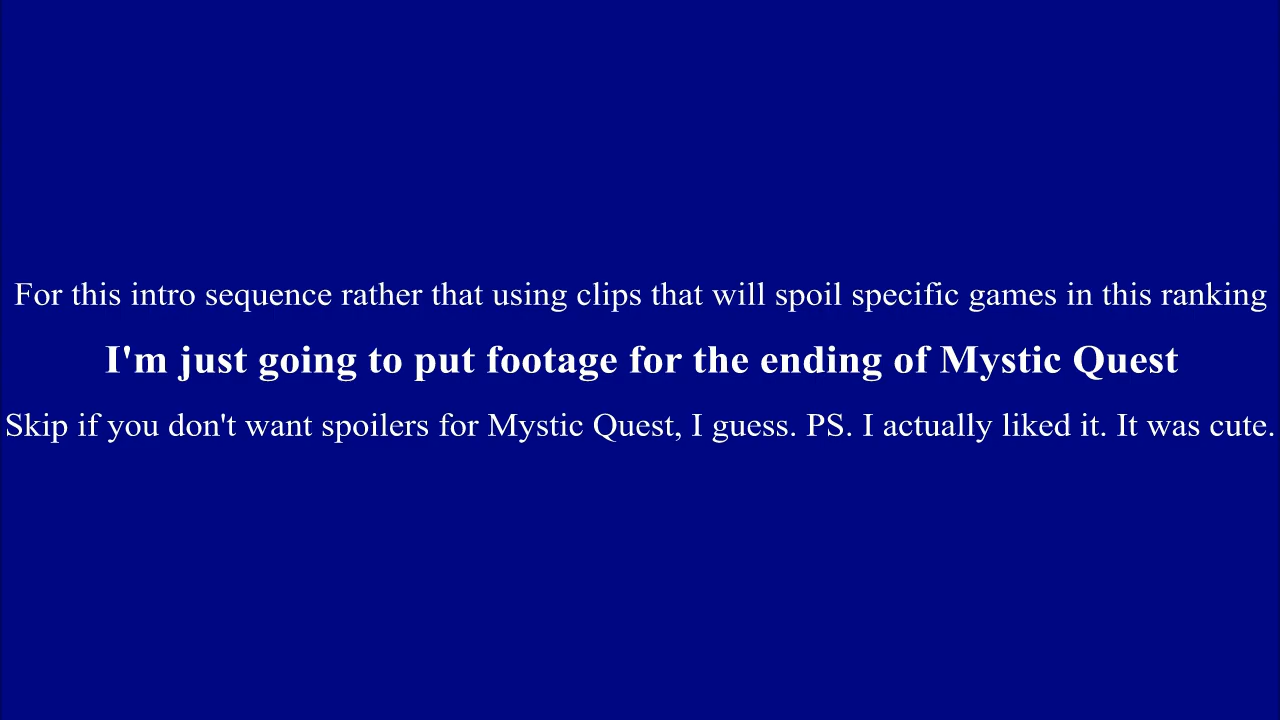 For this intro sequence rather that using clips that will spoil specific games in this ranking
I'm just going to put footage for the ending of Mystic Quest
Skip if you don't want spoilers for Mystic Quest, I guess. PS. I actually liked it. It was cute.